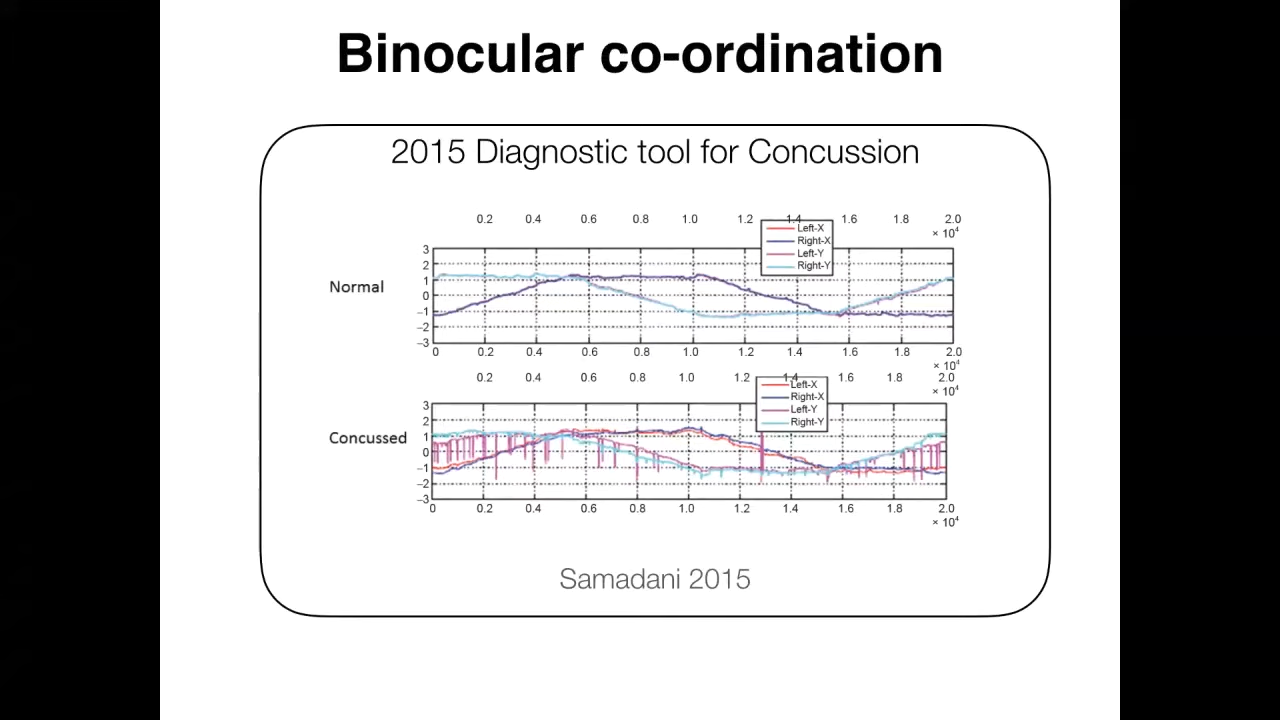 Binocular co-ordination
2015 Diagnostic tool for Concussion
0.2 0.4 0.6 0.8 1.0 1.2 1.4 1.6 1.8 2.0
× 10⁴
Left-X
Right-X
Left-Y
Right-Y
3
2
1
0
−1
−2
−3
Normal
0 0.2 0.4 0.6 0.8 1.0 1.2 1.4 1.6 1.8 2.0
× 10⁴
0.2 0.4 0.6 0.8 1.0 1.2 1.4 1.6 1.8 2.0
× 10⁴
Left-X
Right-X
Left-Y
Right-Y
3
2
1
0
−1
−2
−3
Concussed
0 0.2 0.4 0.6 0.8 1.0 1.2 1.4 1.6 1.8 2.0
× 10⁴
Samadani 2015